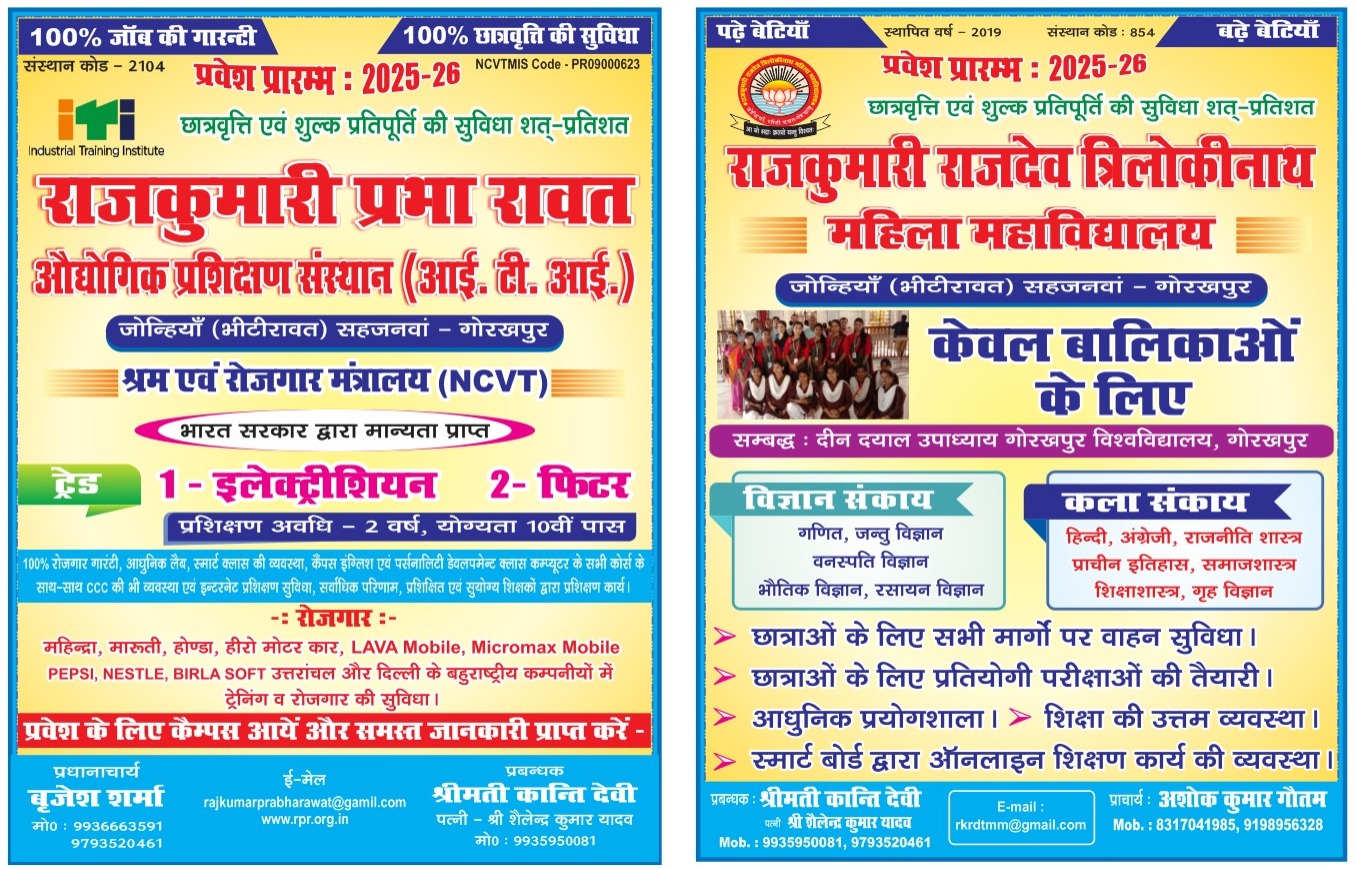 100% जॉब की गारन्टी
100% छात्रवृत्ति की सुविधा
संस्थान कोड – 2104
प्रवेश प्रारम्भ : 2025-26
NCVTMIS Code - PR09000623
iti
Industrial Training Institute
छात्रवृत्ति एवं शुल्क प्रतिपूर्ति की सुविधा शत्-प्रतिशत
राजकुमारी प्रभा रावत
औद्योगिक प्रशिक्षण संस्थान (आई. टी. आई.)
जोन्हियाँ (भीटीरावत) सहजनवां – गोरखपुर
श्रम एवं रोजगार मंत्रालय (NCVT)
भारत सरकार द्वारा मान्यता प्राप्त
ट्रेड
1 - इलेक्ट्रीशियन 2- फिटर
प्रशिक्षण अवधि – 2 वर्ष, योग्यता 10वीं पास
100% रोजगार गारंटी, आधुनिक लैव, स्मार्ट क्लास की व्यवस्था, कैंपस इंग्लिश एवं पर्सनालिटी डेवलपमेन्ट क्लास कम्प्यूटर के सभी कोर्स के
साथ-साथ CCC की भी व्यवस्था एवं इन्टरनेट प्रशिक्षण सुविधा, सर्वाधिक परिणाम, प्रशिक्षित एवं सुयोग्य शिक्षकों द्वारा प्रशिक्षण कार्य।
-: रोजगार :-
महिन्द्रा, मारूती, होण्डा, हीरो मोटर कार, LAVA Mobile, Micromax Mobile
PEPSI, NESTLE, BIRLA SOFT उत्तरांचल और दिल्ली के बहुराष्ट्रीय कम्पनीयों में
ट्रेनिंग व रोजगार की सुविधा।
प्रवेश के लिए कैम्पस आयें और समस्त जानकारी प्राप्त करें -
प्रधानाचार्य
बृजेश शर्मा
मो0 : 9936663591
9793520461
ई-मेल
rajkumarprabharawat@gamil.com
www.rpr.org.in
प्रबन्धक
श्रीमती कान्ति देवी
पत्नी – श्री शैलेन्द्र कुमार यादव
मो0 : 9935950081
पढ़े बेटियाँ
स्थापित वर्ष – 2019
संस्थान कोड : 854
बढ़े बेटियाँ
प्रवेश प्रारम्भ : 2025-26
छात्रवृत्ति एवं शुल्क प्रतिपूर्ति की सुविधा शत्-प्रतिशत
राजकुमारी राजदेव त्रिलोकीनाथ
महिला महाविद्यालय
जोन्हियाँ (भीटीरावत) सहजनवां – गोरखपुर
केवल बालिकाओं
के लिए
सम्बद्ध : दीन दयाल उपाध्याय गोरखपुर विश्वविद्यालय, गोरखपुर
विज्ञान संकाय
गणित, जन्तु विज्ञान
वनस्पति विज्ञान
भौतिक विज्ञान, रसायन विज्ञान
कला संकाय
हिन्दी, अंग्रेजी, राजनीति शास्त्र
प्राचीन इतिहास, समाजशास्त्र
शिक्षाशास्त्र, गृह विज्ञान
छात्राओं के लिए सभी मार्गो पर वाहन सुविधा।
छात्राओं के लिए प्रतियोगी परीक्षाओं की तैयारी।
आधुनिक प्रयोगशाला। शिक्षा की उत्तम व्यवस्था।
स्मार्ट बोर्ड द्वारा ऑनलाइन शिक्षण कार्य की व्यवस्था।
प्रबन्धक : श्रीमती कान्ति देवी
पत्नी श्री शैलेन्द्र कुमार यादव
Mob. : 9935950081, 9793520461
E-mail :
rkrdtmm@gmail.com
प्राचार्य : अशोक कुमार गौतम
Mob. : 8317041985, 9198956328